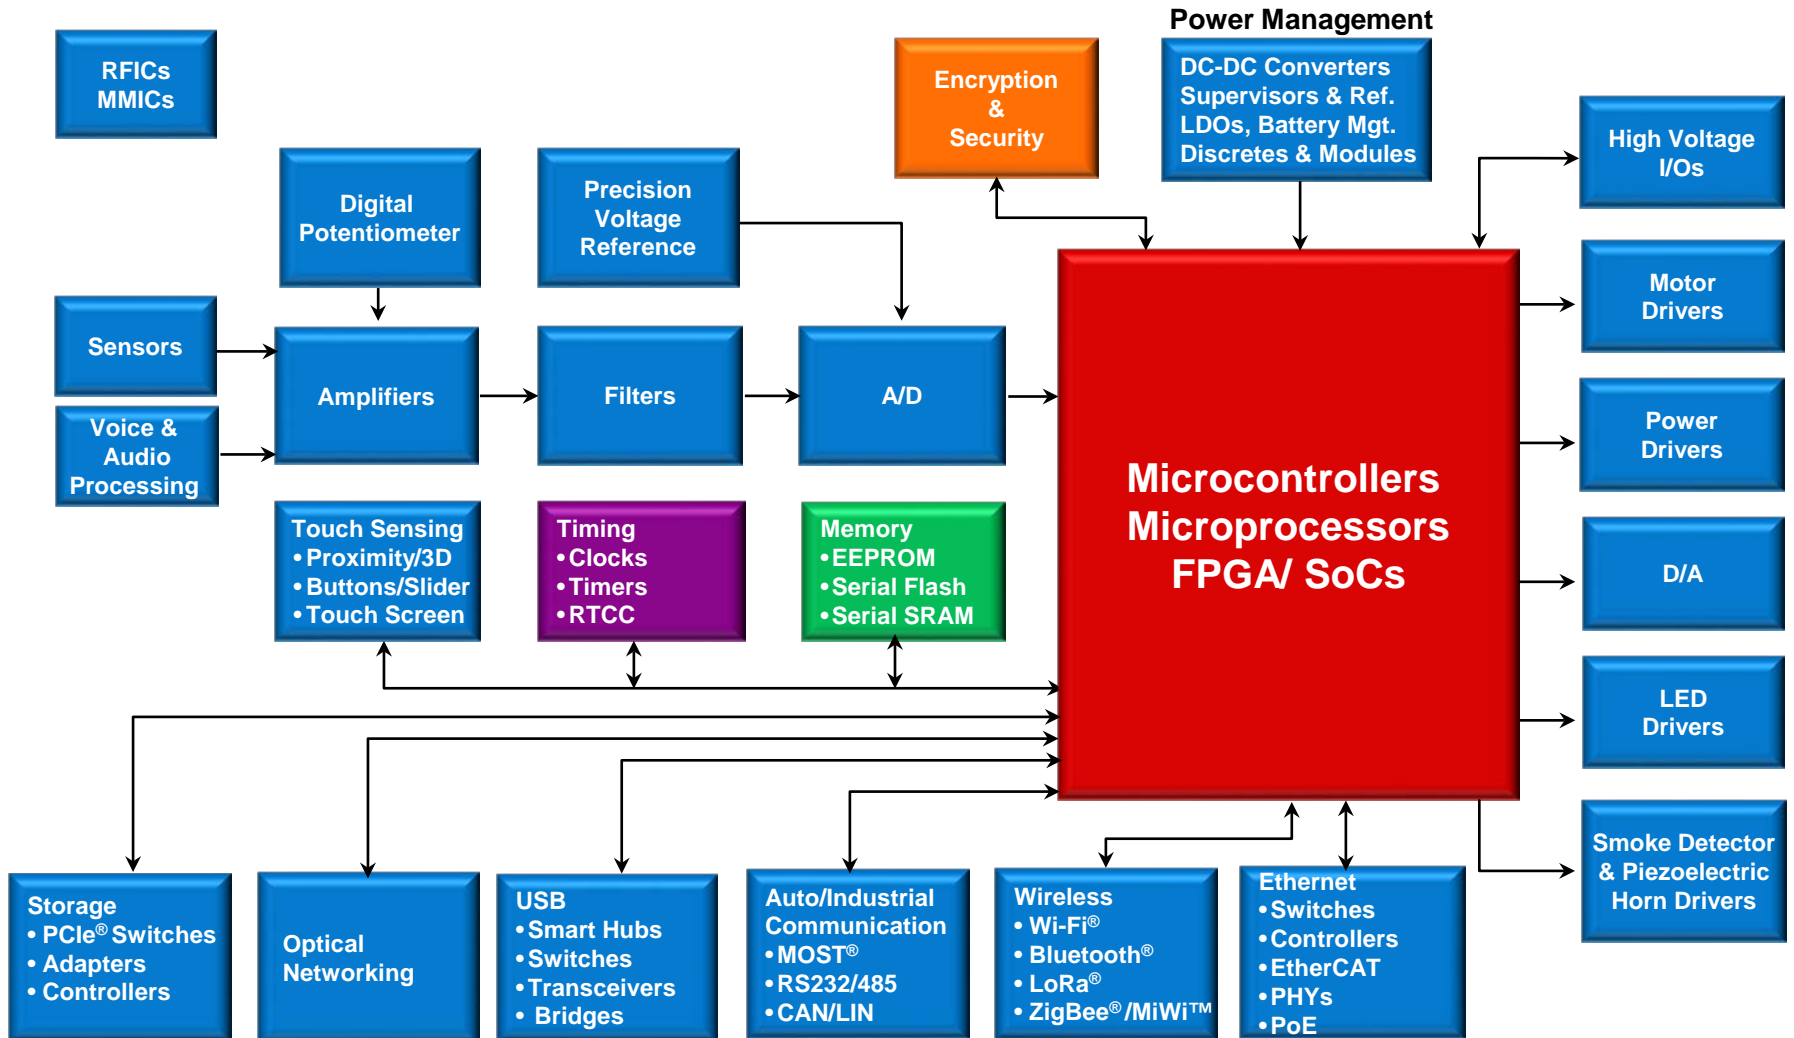 Power Management
RFICs
MMICs
Encryption
&
Security
DC-DC Converters
Supervisors & Ref.
LDOs, Battery Mgt.
Discretes & Modules
High Voltage
I/Os
Digital
Potentiometer
Precision
Voltage
Reference
Motor
Drivers
Sensors
Amplifiers
Filters
A/D
Voice &
Audio
Processing
Power
Drivers
Microcontrollers
Microprocessors
FPGA/ SoCs
Touch Sensing
• Proximity/3D
• Buttons/Slider
• Touch Screen
Timing
• Clocks
• Timers
• RTCC
Memory
• EEPROM
• Serial Flash
• Serial SRAM
D/A
LED
Drivers
Smoke Detector
& Piezoelectric
Horn Drivers
Storage
• PCIe® Switches
• Adapters
• Controllers
Optical
Networking
USB
• Smart Hubs
• Switches
• Transceivers
• Bridges
Auto/Industrial
Communication
• MOST®
• RS232/485
• CAN/LIN
Wireless
• Wi-Fi®
• Bluetooth®
• LoRa®
• ZigBee®/MiWi™
Ethernet
• Switches
• Controllers
• EtherCAT
• PHYs
• PoE